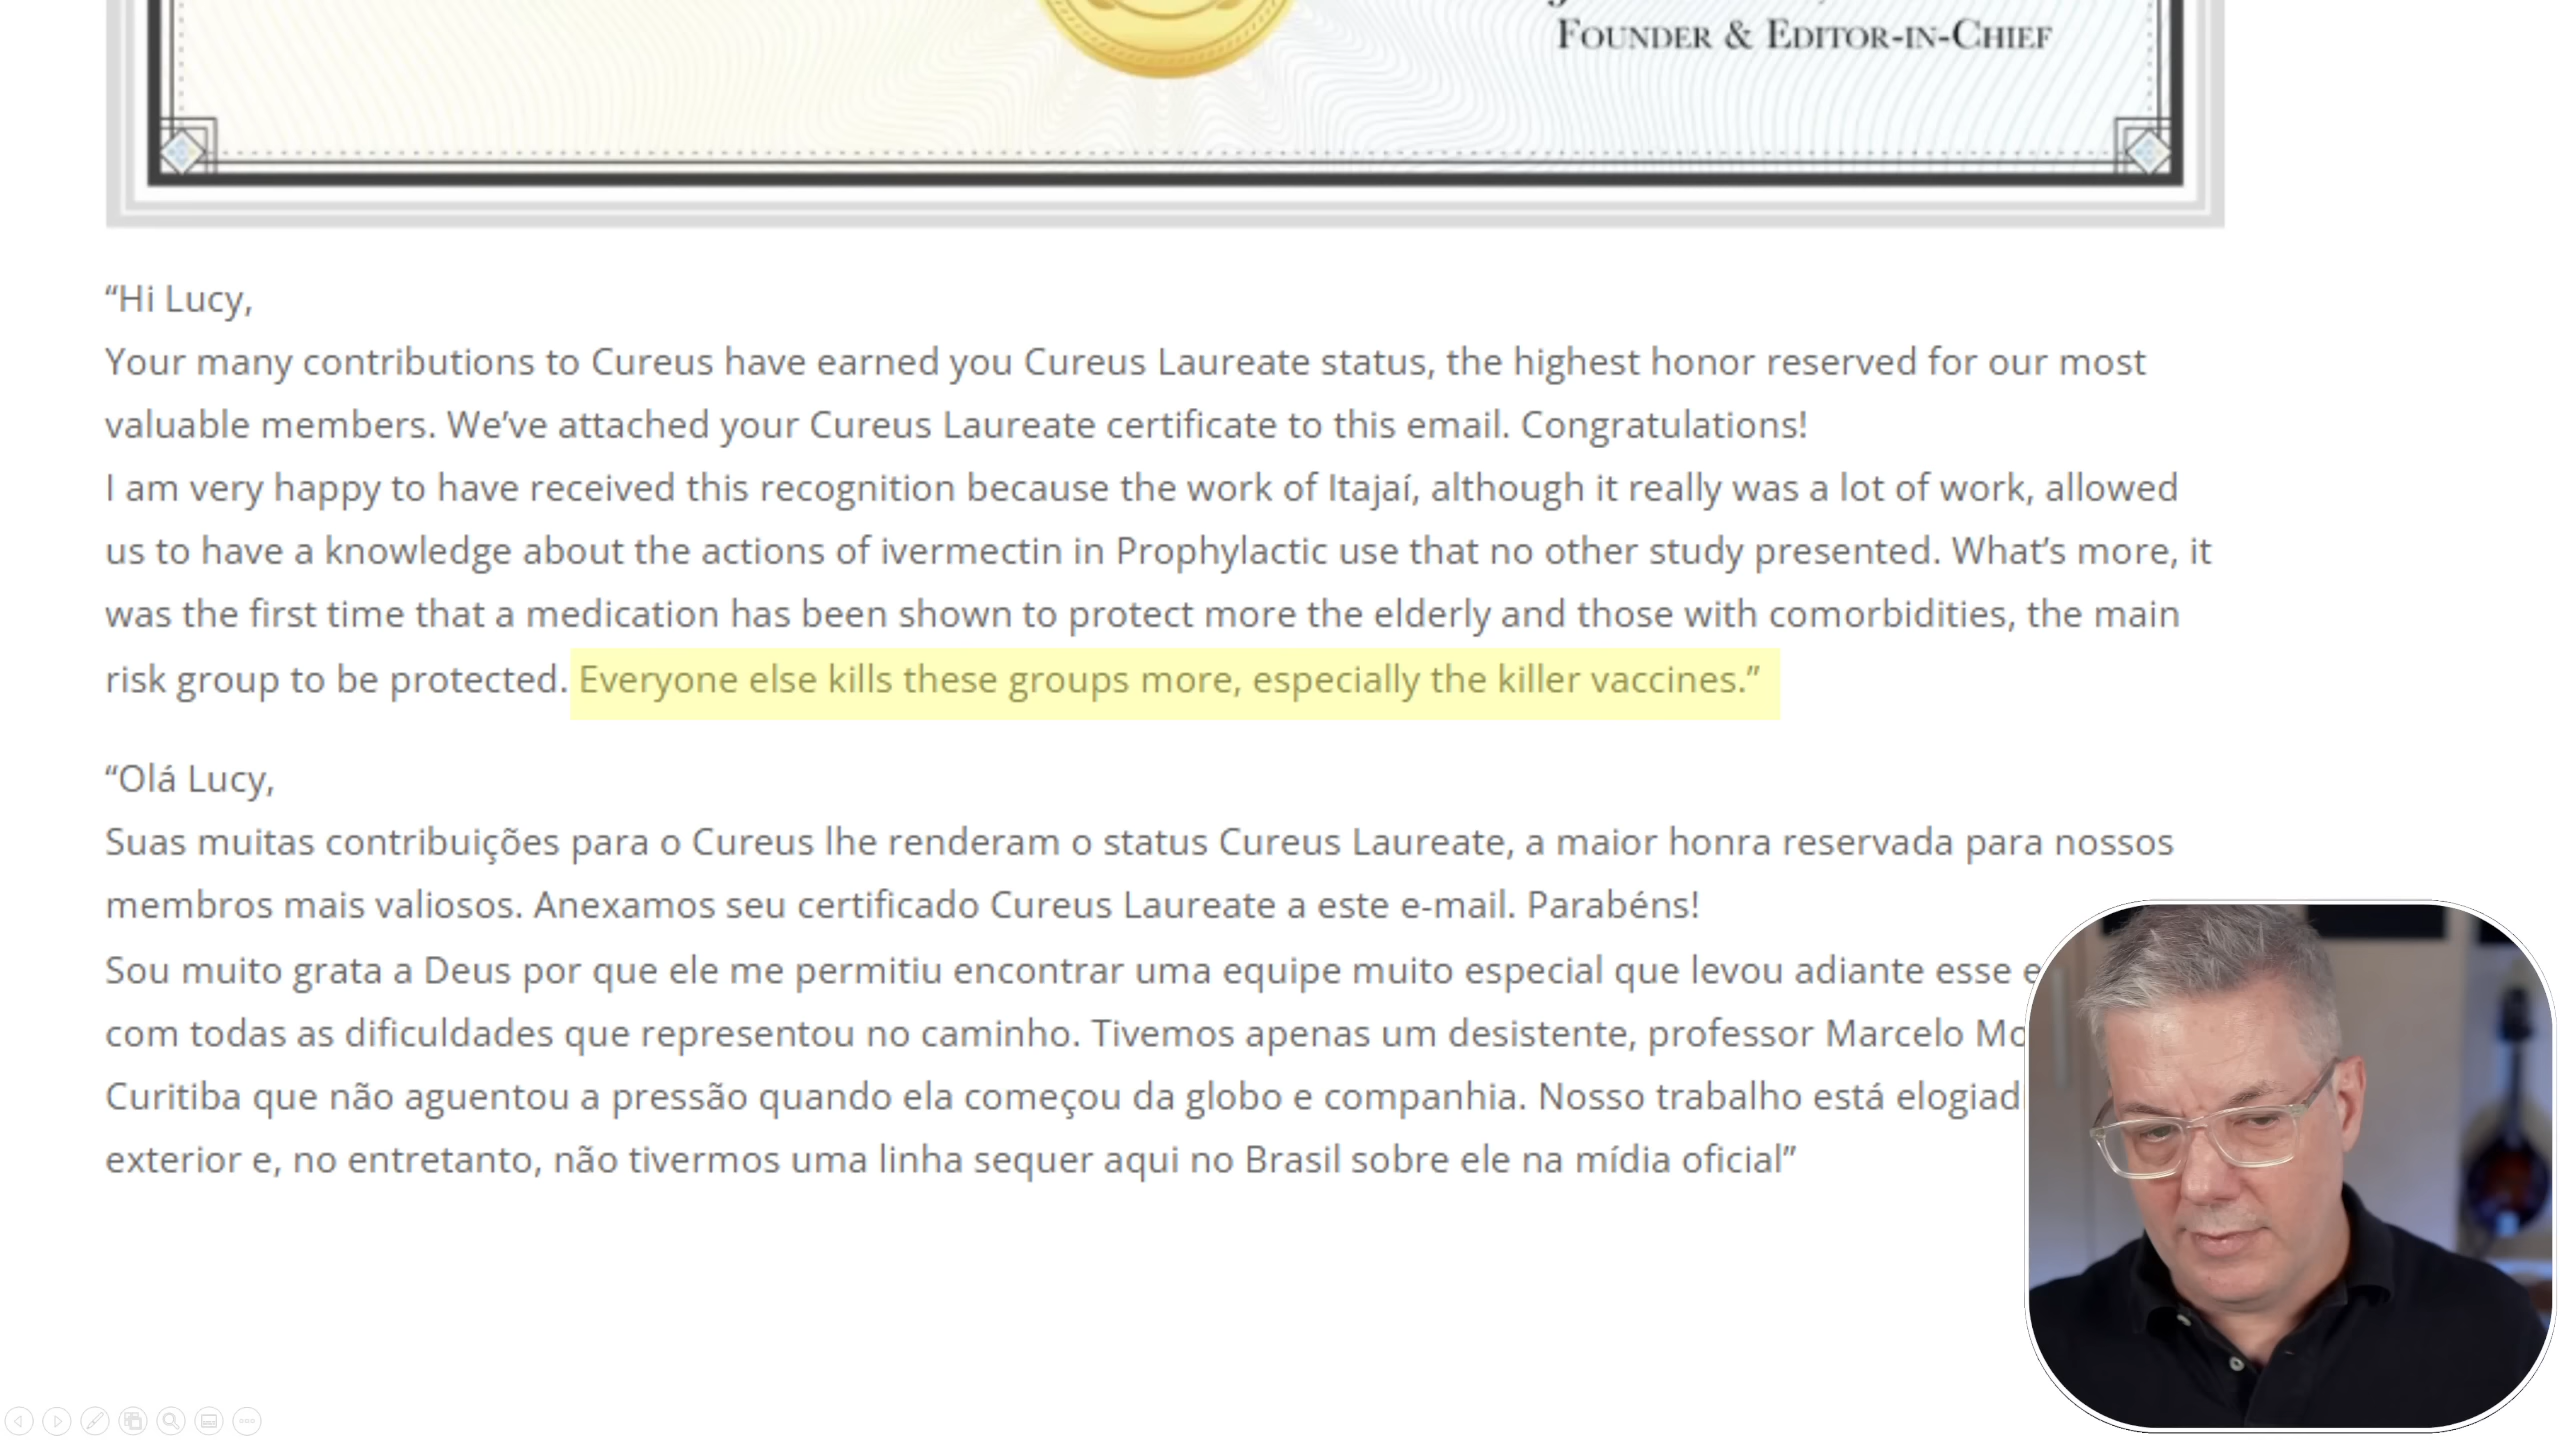 FOUNDER & EDITOR-IN-CHIEF
“Hi Lucy,
Your many contributions to Cureus have earned you Cureus Laureate status, the highest honor reserved for our most
valuable members. We’ve attached your Cureus Laureate certificate to this email. Congratulations!
I am very happy to have received this recognition because the work of Itajaí, although it really was a lot of work, allowed
us to have a knowledge about the actions of ivermectin in Prophylactic use that no other study presented. What’s more, it
was the first time that a medication has been shown to protect more the elderly and those with comorbidities, the main
risk group to be protected. Everyone else kills these groups more, especially the killer vaccines.”
“Olá Lucy,
Suas muitas contribuições para o Cureus lhe renderam o status Cureus Laureate, a maior honra reservada para nossos
membros mais valiosos. Anexamos seu certificado Cureus Laureate a este e-mail. Parabéns!
Sou muito grata a Deus por que ele me permitiu encontrar uma equipe muito especial que levou adiante esse
com todas as dificuldades que representou no caminho. Tivemos apenas um desistente, professor Marcelo
Curitiba que não aguentou a pressão quando ela começou da globo e companhia. Nosso trabalho está
exterior e, no entretanto, não tivermos uma linha sequer aqui no Brasil sobre ele na mídia oficial”